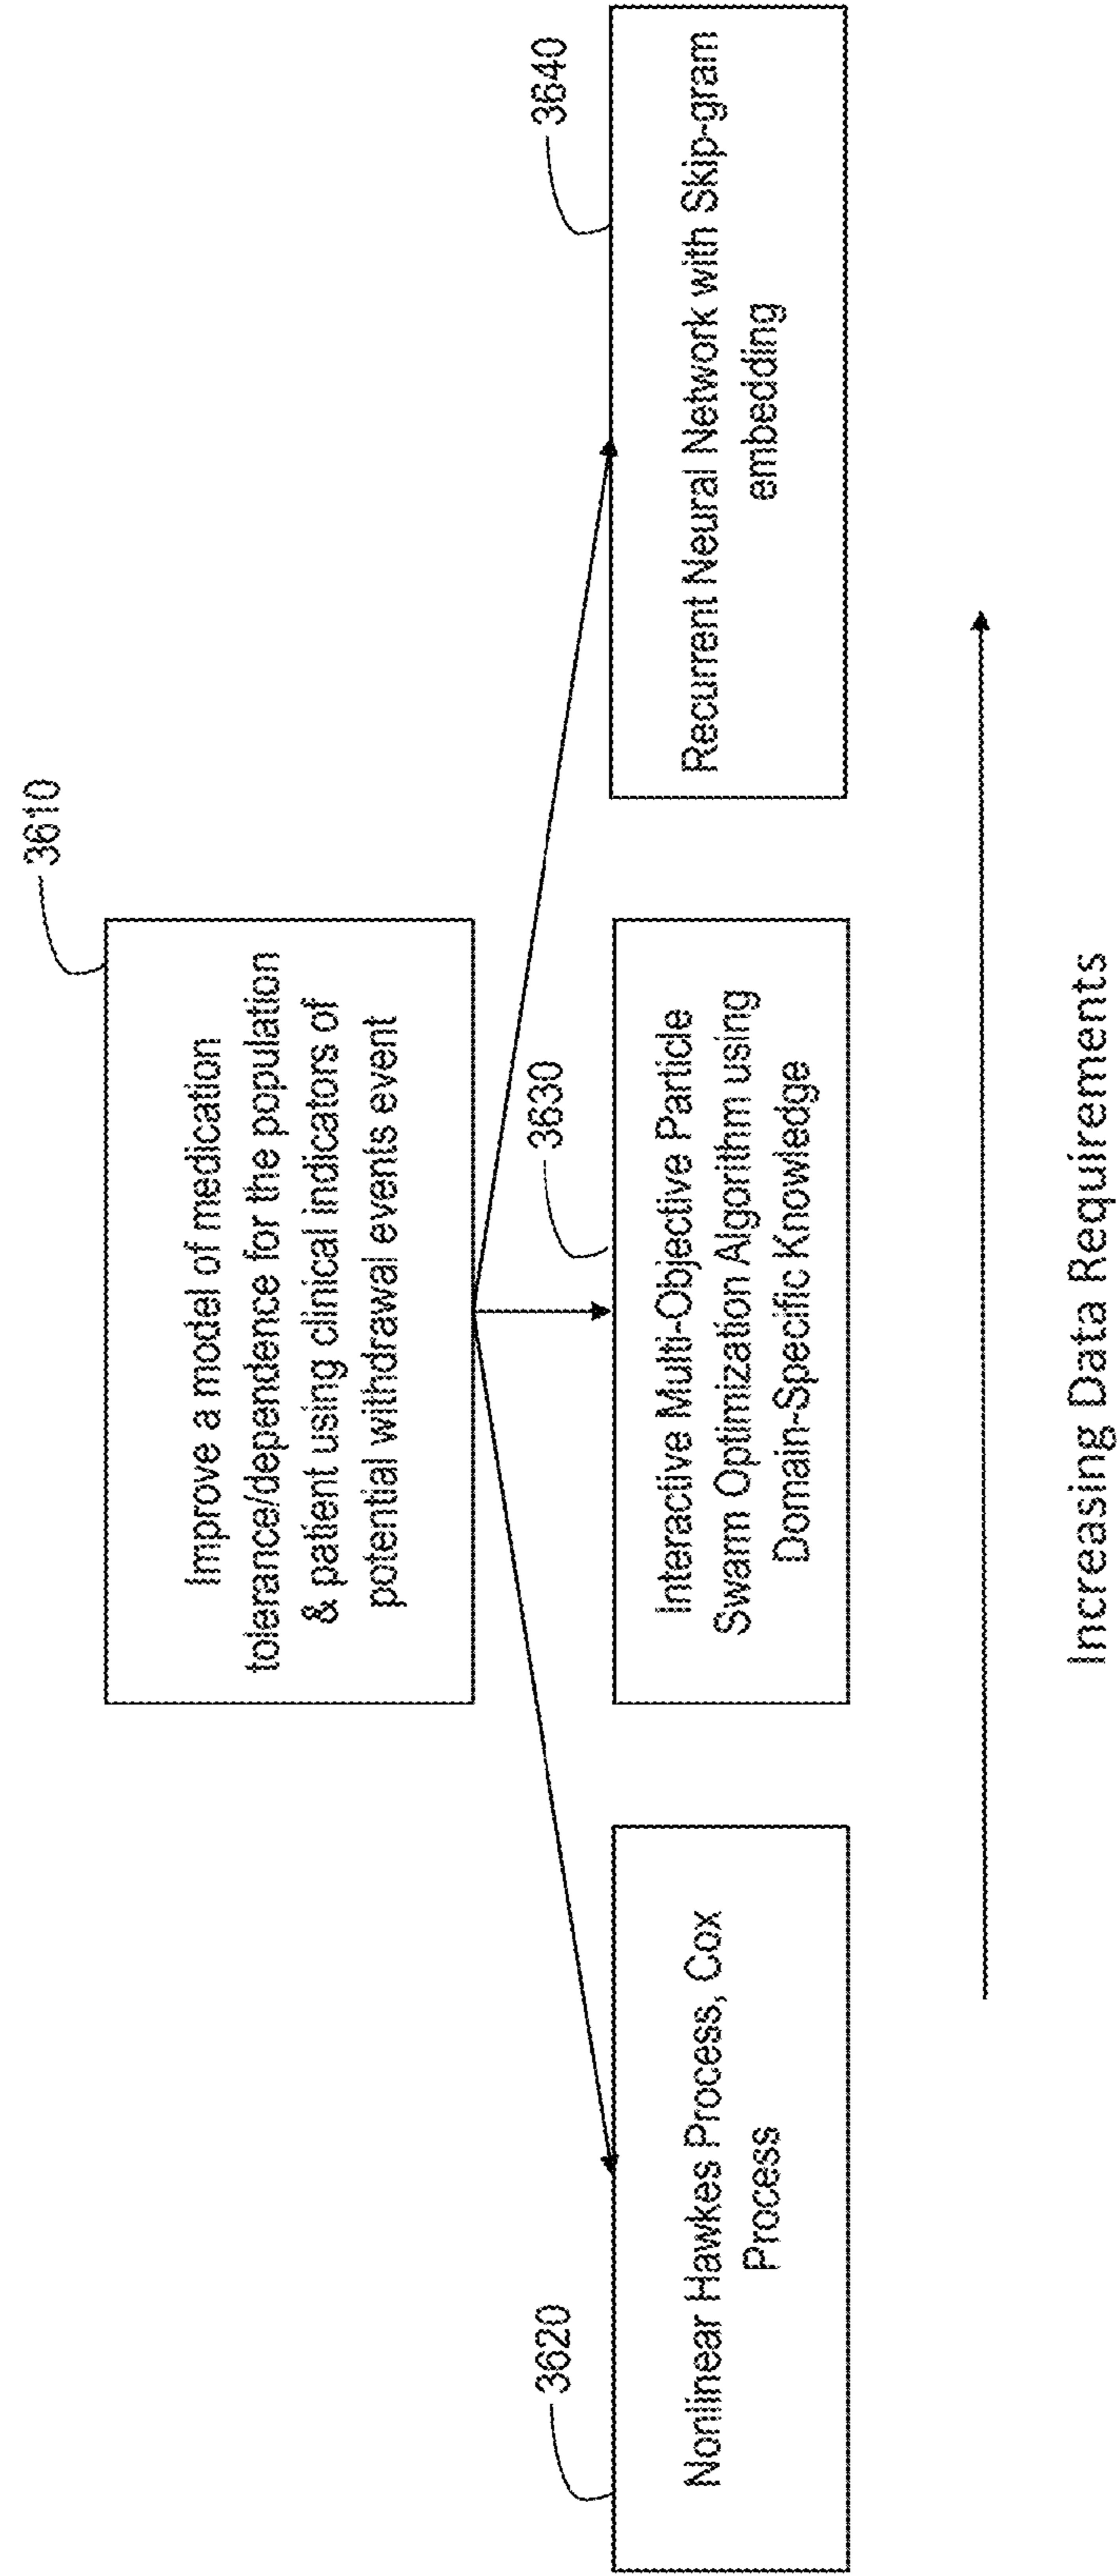 3610
Improve a model of medication
tolerance/dependence for the population
& patient using clinical indicators of
potential withdrawal events event
3620
Nonlinear Hawkes Process, Cox
Process
3630
Interactive Multi-Objective Particle
Swarm Optimization Algorithm using
Domain-Specific Knowledge
3640
Recurrent Neural Network with Skip-gram
embedding
Increasing Data Requirements